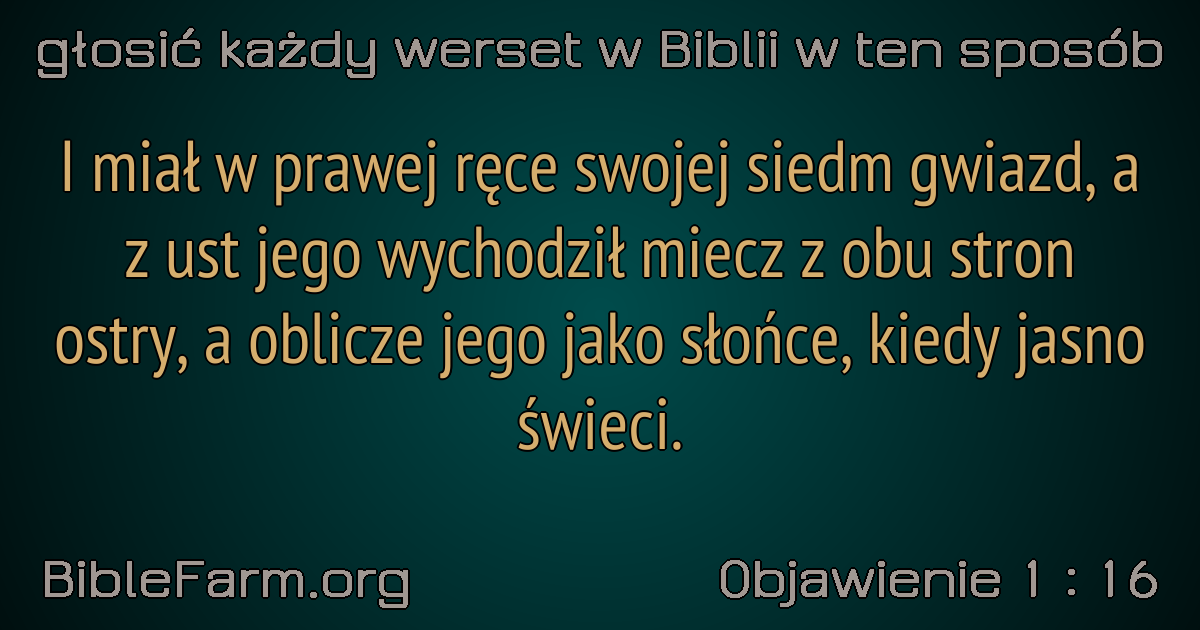 głosić każdy werset w Biblii w ten sposób
I miał w prawej ręce swojej siedm gwiazd, a
z ust jego wychodził miecz z obu stron
ostry, a oblicze jego jako słońce, kiedy jasno
świeci.
BibleFarm.org
Objawienie 1 : 16